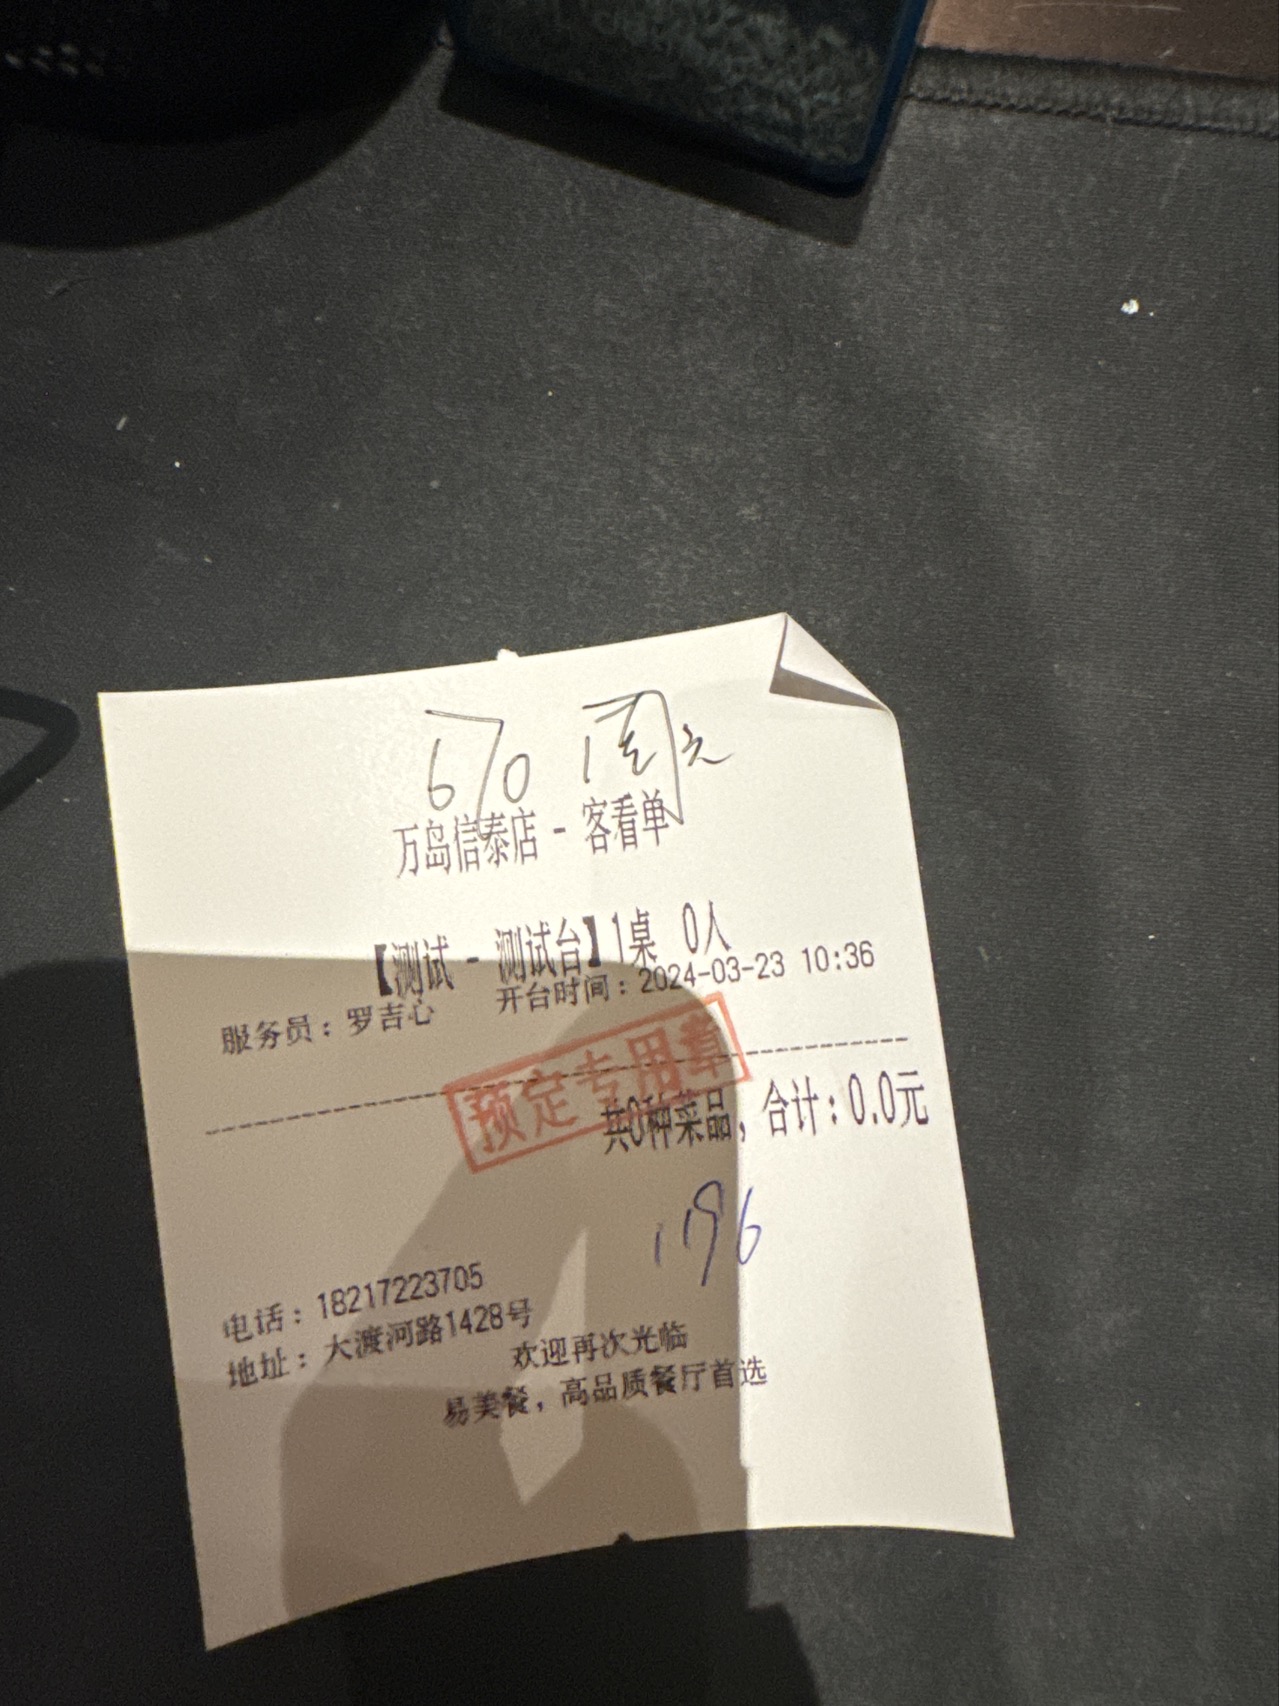 670 周元
万岛信泰店 - 客看单
【测试 - 测试台】1桌 0人
服务员：罗吉心 开台时间：2024-03-23 10:36
预定专用章
共0种菜品，合计：0.0元
1196
电话：18217223705
地址：大渡河路1428号
欢迎再次光临
易美餐，高品质餐厅首选